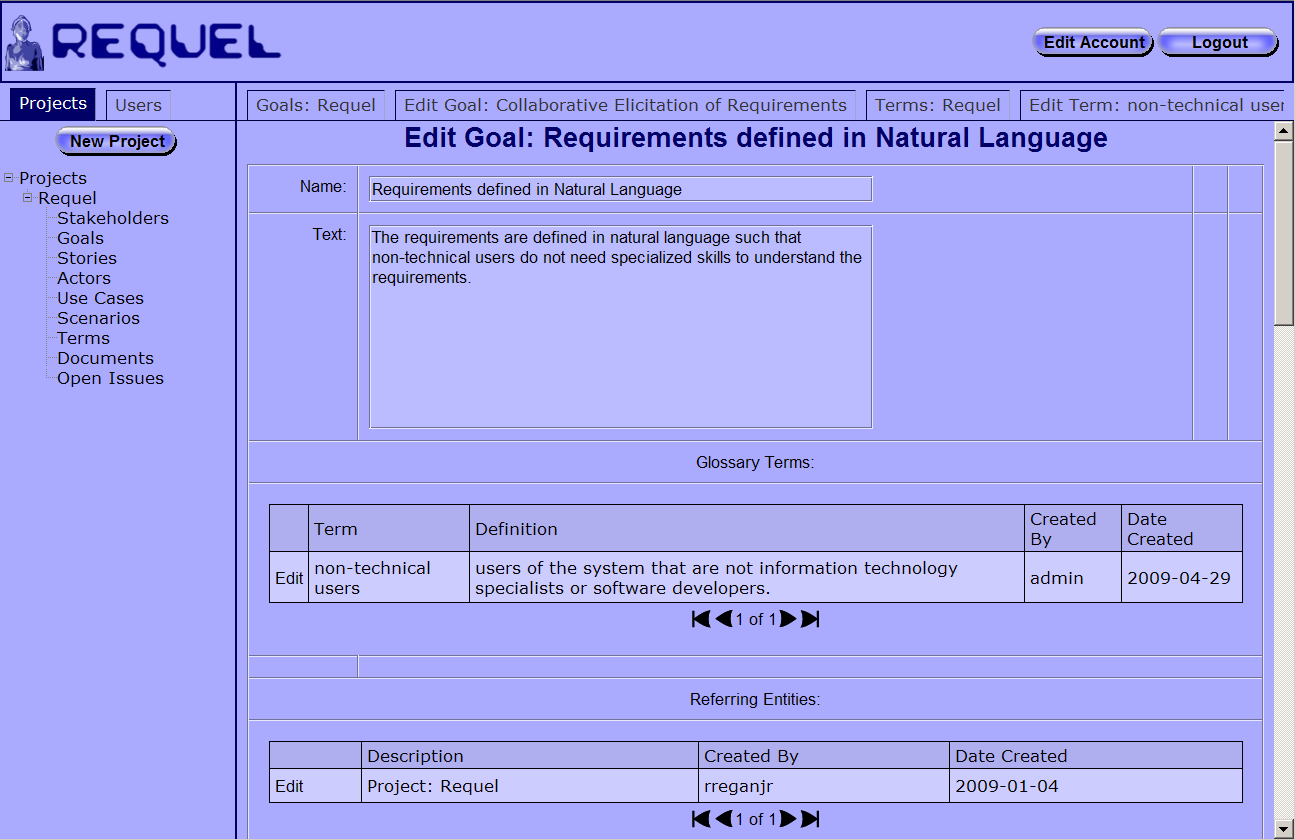 REQUEL
Edit Account
Logout
Projects
Users
Goals: Requel
Edit Goal: Collaborative Elicitation of Requirements
Terms: Requel
Edit Term: non-technical user
New Project
Projects
Requel
Stakeholders
Goals
Stories
Actors
Use Cases
Scenarios
Terms
Documents
Open Issues
Edit Goal: Requirements defined in Natural Language
Name:
Requirements defined in Natural Language
Text:
The requirements are defined in natural language such that
non-technical users do not need specialized skills to understand the
requirements.
Glossary Terms:
Term
Definition
Created
By
Date
Created
Edit
non-technical
users
users of the system that are not information technology
specialists or software developers.
admin
2009-04-29
1 of 1
Referring Entities:
Description
Created By
Date Created
Edit
Project: Requel
rreganjr
2009-01-04
1 of 1